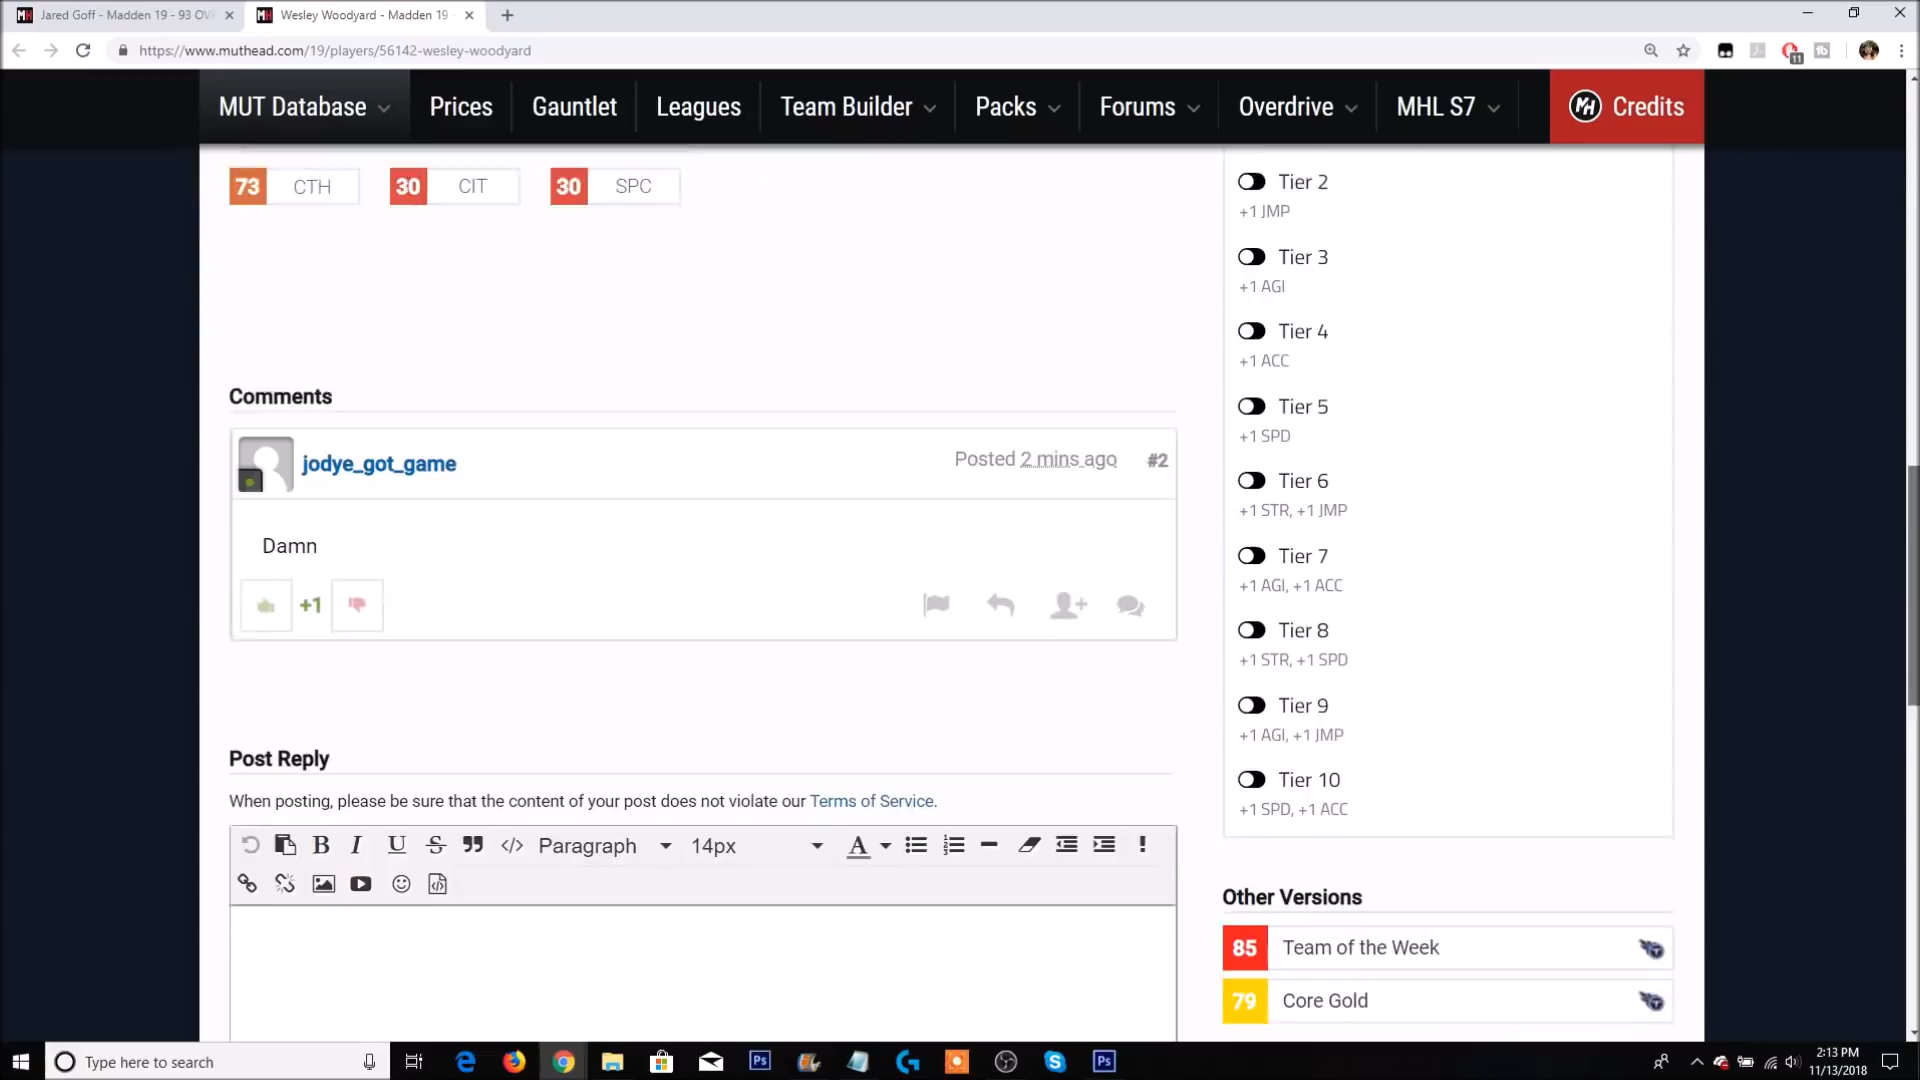 Jared Goff - Madden 19 - 93 OV
Wesley Woodyard - Madden 19
https://www.muthead.com/19/players/56142-wesley-woodyard
11
MUT Database
Prices
Gauntlet
Leagues
Team Builder
Packs
Forums
Overdrive
MHL S7
Credits
73 CTH
30 CIT
30 SPC
Tier 2
+1 JMP
Tier 3
+1 AGI
Tier 4
+1 ACC
Tier 5
+1 SPD
Tier 6
+1 STR, +1 JMP
Tier 7
+1 AGI, +1 ACC
Tier 8
+1 STR, +1 SPD
Tier 9
+1 AGI, +1 JMP
Tier 10
+1 SPD, +1 ACC
Comments
jodye_got_game
Posted 2 mins ago #2
Damn
+1
Post Reply
When posting, please be sure that the content of your post does not violate our Terms of Service.
Paragraph
14px
Other Versions
85 Team of the Week
79 Core Gold
Type here to search
2:13 PM
11/13/2018